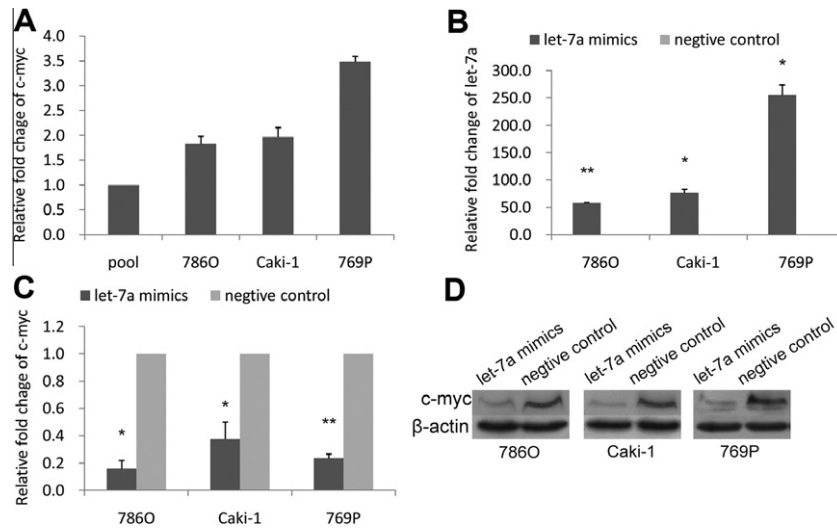 A
Relative fold chage of c-myc
4.0
3.5
3.0
2.5
2.0
1.5
1.0
0.5
0.0
pool 786O Caki-1 769P
B
let-7a mimics negtive control
Relative fold change of let-7a
300.0
250.0
200.0
150.0
100.0
50.0
0.0
** * *
786O Caki-1 769P
C
let-7a mimics negtive control
Relative fold chage of c-myc
1.2
1.0
0.8
0.6
0.4
0.2
0.0
* * **
786O Caki-1 769P
D
let-7a mimics negtive control let-7a mimics negtive control let-7a mimics negtive control
c-myc
β-actin
786O Caki-1 769P